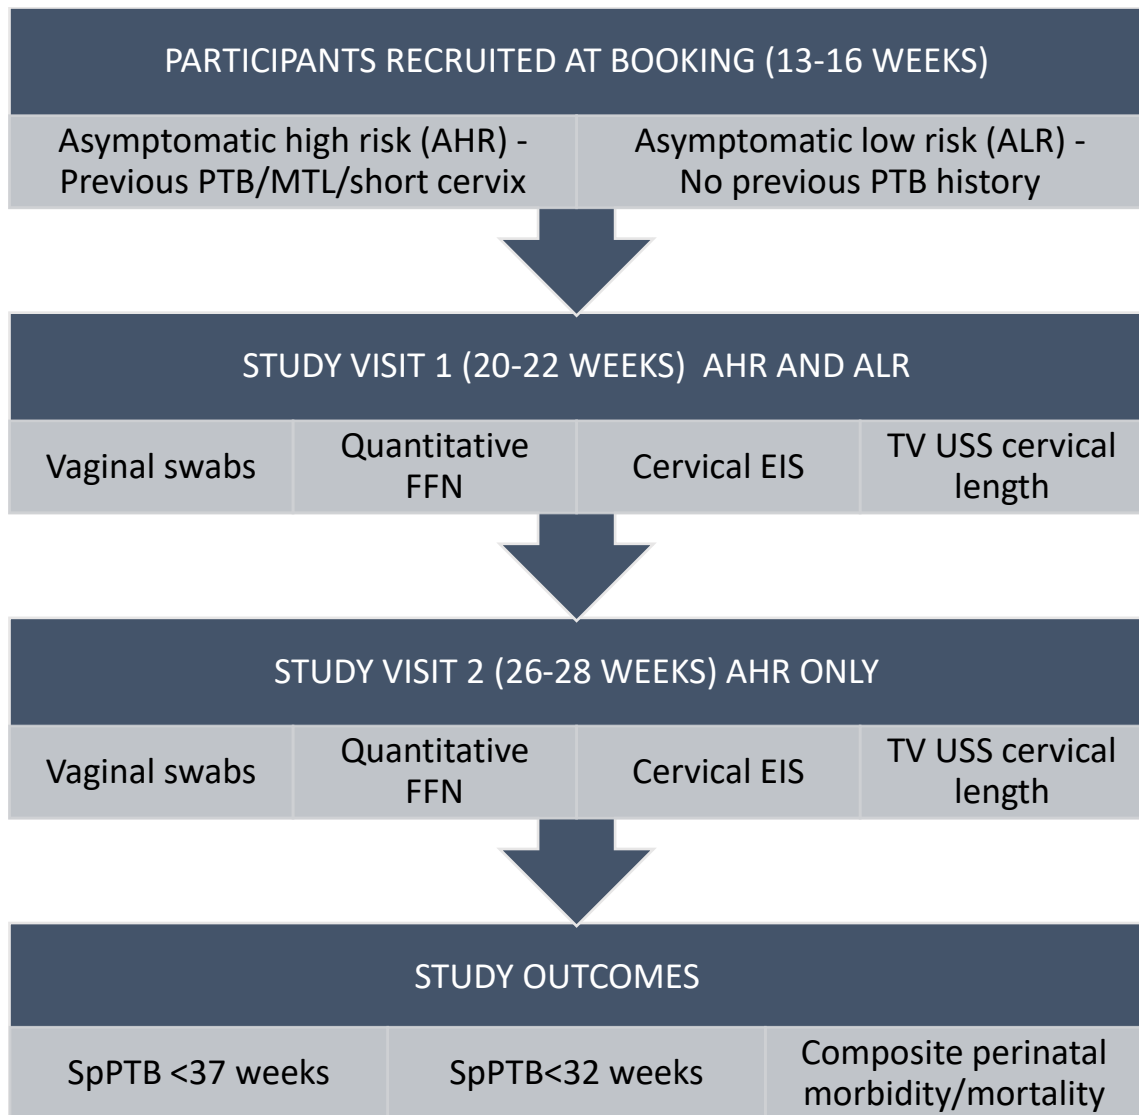 PARTICIPANTS RECRUITED AT BOOKING (13-16 WEEKS)
Asymptomatic high risk (AHR) -
Previous PTB/MTL/short cervix
Asymptomatic low risk (ALR) -
No previous PTB history
STUDY VISIT 1 (20-22 WEEKS)  AHR AND ALR
Vaginal swabs
Quantitative
FFN
Cervical EIS
TV USS cervical
length
STUDY VISIT 2 (26-28 WEEKS) AHR ONLY
Vaginal swabs
Quantitative
FFN
Cervical EIS
TV USS cervical
length
STUDY OUTCOMES
SpPTB <37 weeks
SpPTB<32 weeks
Composite perinatal
morbidity/mortality